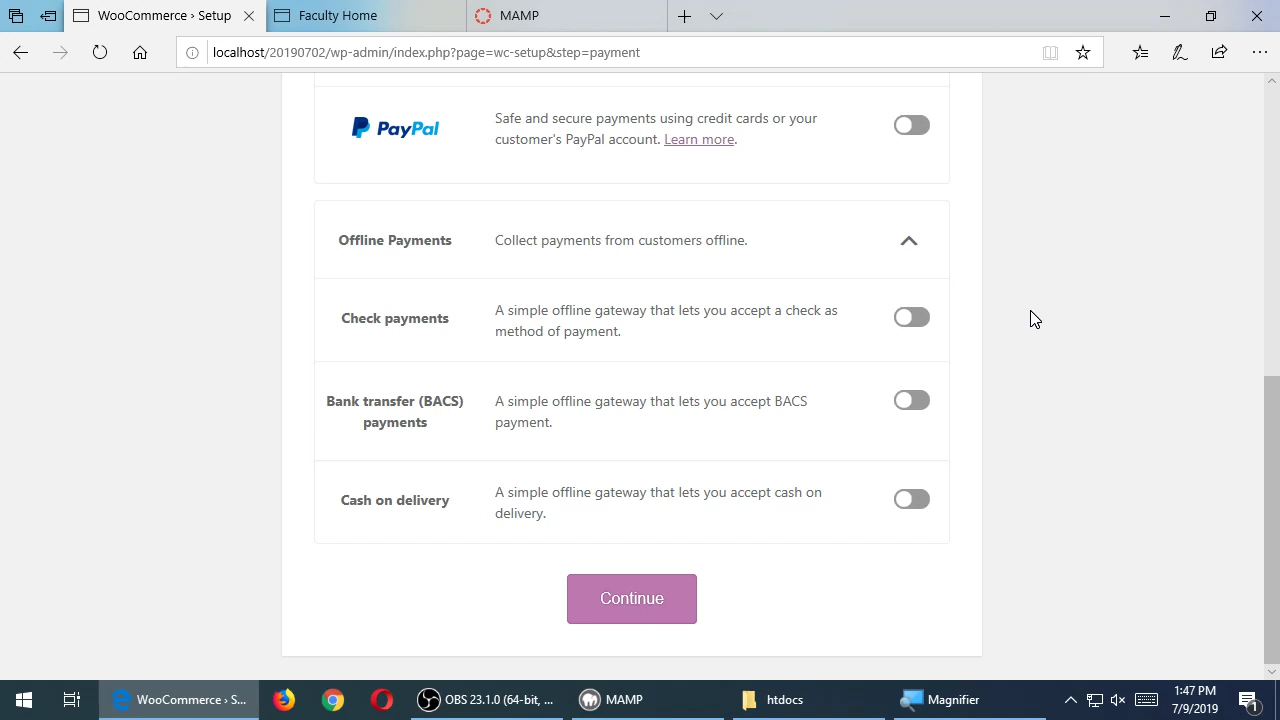 WooCommerce › Setup
Faculty Home
MAMP
localhost/20190702/wp-admin/index.php?page=wc-setup&step=payment
PayPal
Safe and secure payments using credit cards or your
customer's PayPal account. Learn more.
Offline Payments
Collect payments from customers offline.
Check payments
A simple offline gateway that lets you accept a check as
method of payment.
Bank transfer (BACS)
payments
A simple offline gateway that lets you accept BACS
payment.
Cash on delivery
A simple offline gateway that lets you accept cash on
delivery.
Continue
WooCommerce › S...
OBS 23.1.0 (64-bit, ...
MAMP
htdocs
Magnifier
1:47 PM
7/9/2019
1